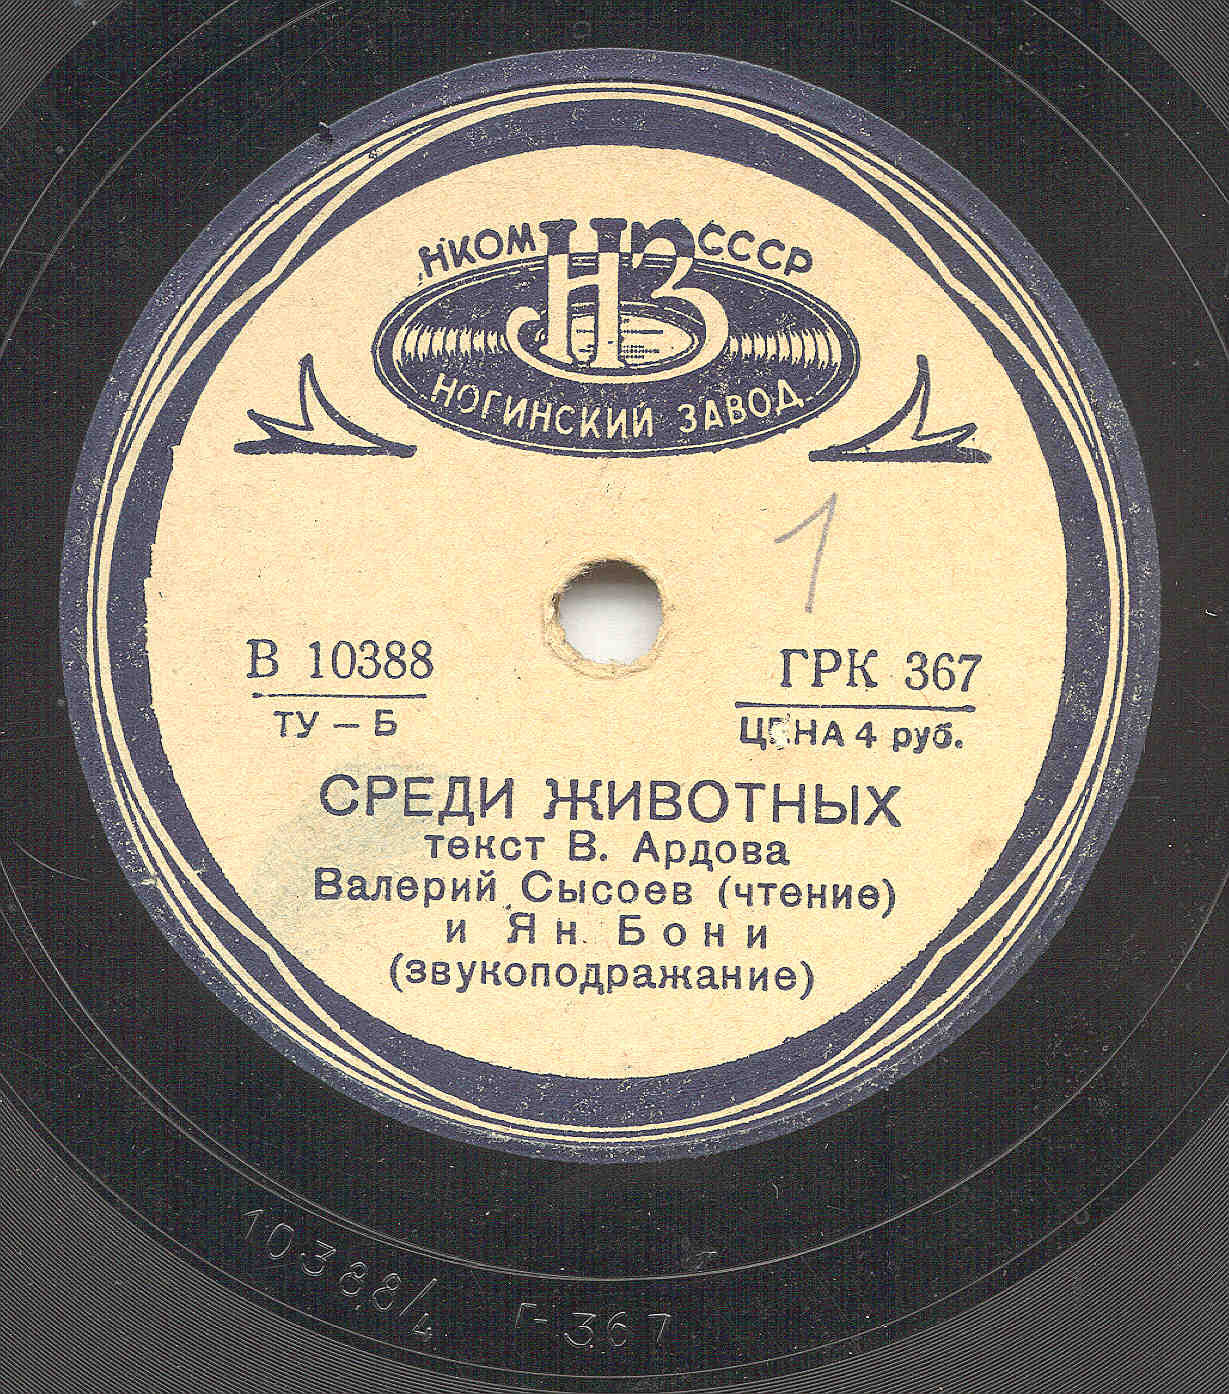 НКОМ НЗ СССР
НОГИНСКИЙ ЗАВОД
1
В 10388
ТУ – Б
ГРК 367
ЦЕНА 4 руб.
СРЕДИ ЖИВОТНЫХ
текст В. Ардова
Валерий Сысоев (чтение)
и Ян Бони
(звукоподражание)
10388/4 Г-367